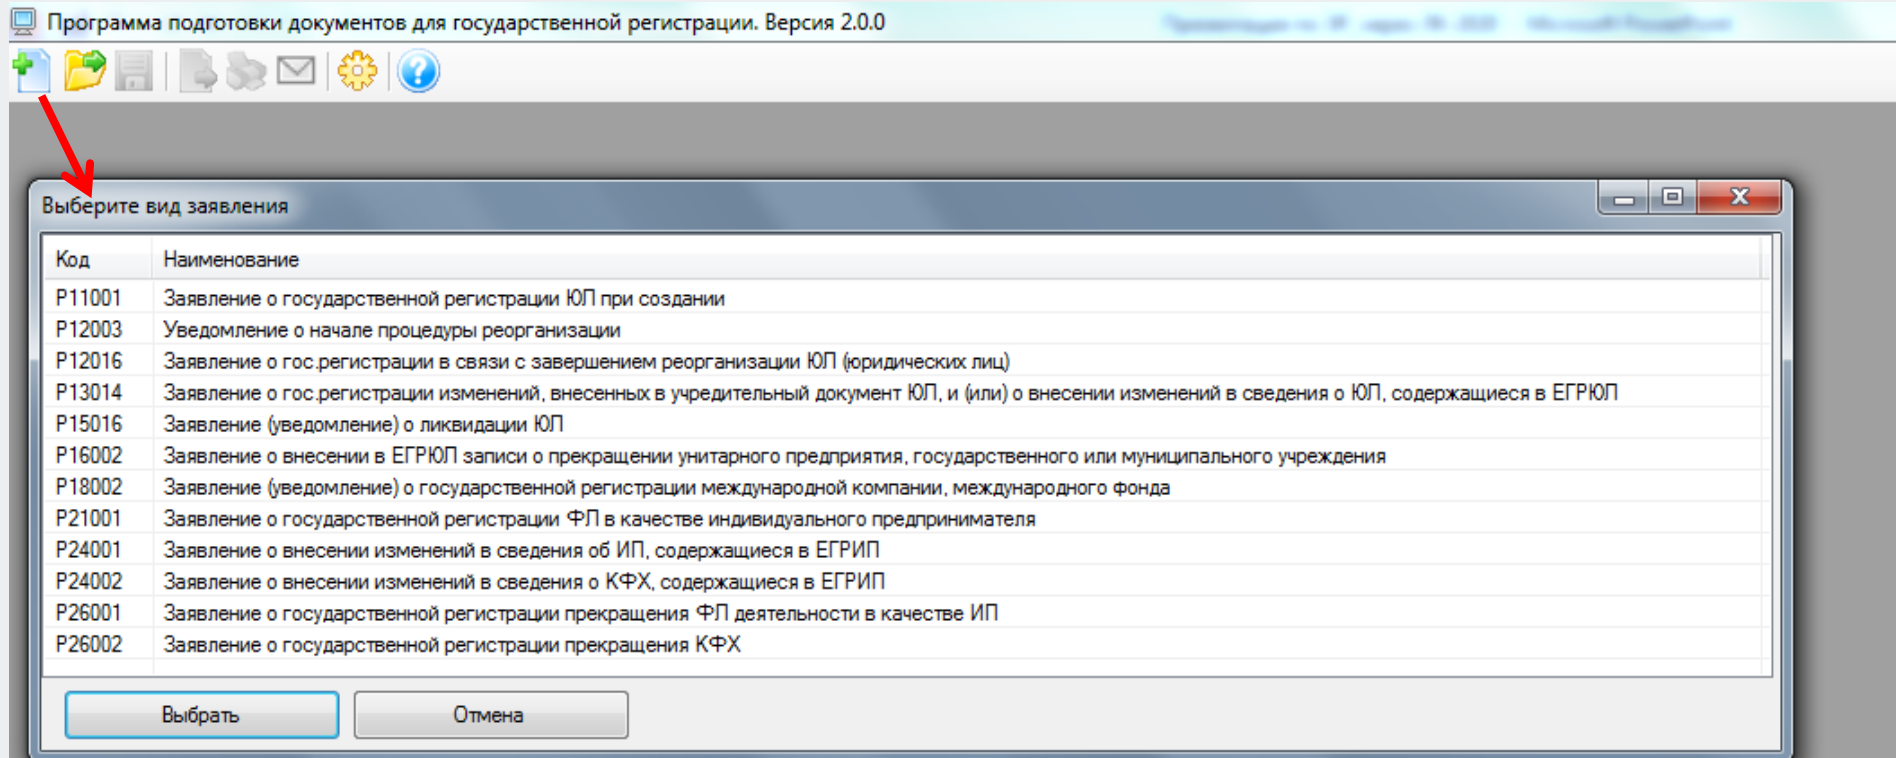 Программа подготовки документов для государственной регистрации. Версия 2.0.0
Выберите вид заявления
Код Наименование
Р11001 Заявление о государственной регистрации ЮЛ при создании
Р12003 Уведомление о начале процедуры реорганизации
Р12016 Заявление о гос.регистрации в связи с завершением реорганизации ЮЛ (юридических лиц)
Р13014 Заявление о гос.регистрации изменений, внесенных в учредительный документ ЮЛ, и (или) о внесении изменений в сведения о ЮЛ, содержащиеся в ЕГРЮЛ
Р15016 Заявление (уведомление) о ликвидации ЮЛ
Р16002 Заявление о внесении в ЕГРЮЛ записи о прекращении унитарного предприятия, государственного или муниципального учреждения
Р18002 Заявление (уведомление) о государственной регистрации международной компании, международного фонда
Р21001 Заявление о государственной регистрации ФЛ в качестве индивидуального предпринимателя
Р24001 Заявление о внесении изменений в сведения об ИП, содержащиеся в ЕГРИП
Р24002 Заявление о внесении изменений в сведения о КФХ, содержащиеся в ЕГРИП
Р26001 Заявление о государственной регистрации прекращения ФЛ деятельности в качестве ИП
Р26002 Заявление о государственной регистрации прекращения КФХ
Выбрать Отмена